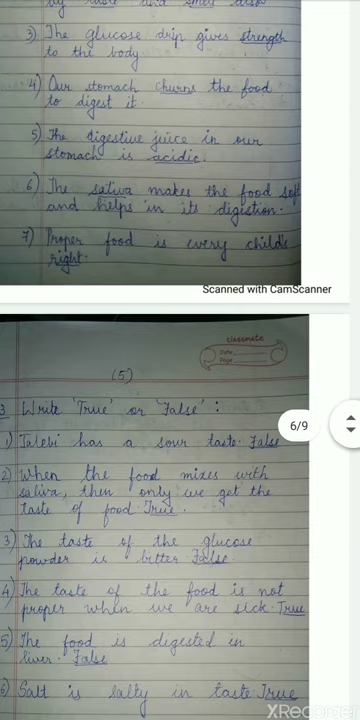 by taste and smell also
3) The glucose drip gives strength
to the body
4) Our stomach churns the food
to digest it.
5) The digestive juice in our
stomach is acidic.
6) The saliva makes the food soft
and helps in its digestion.
7) Proper food is every child's
right.
Scanned with CamScanner
classmate
Date
Page
(5)
3 Write 'True' or 'False' :
6/9
1) Jalebi has a sour taste. False
2) When the food mixes with
saliva, then only we get the
taste of food True.
3) The taste of the glucose
powder is bitter False
4) The taste of the food is not
proper when we are sick. True
5) The food is digested in
liver. False
6) Salt is salty in taste True
XRecorder